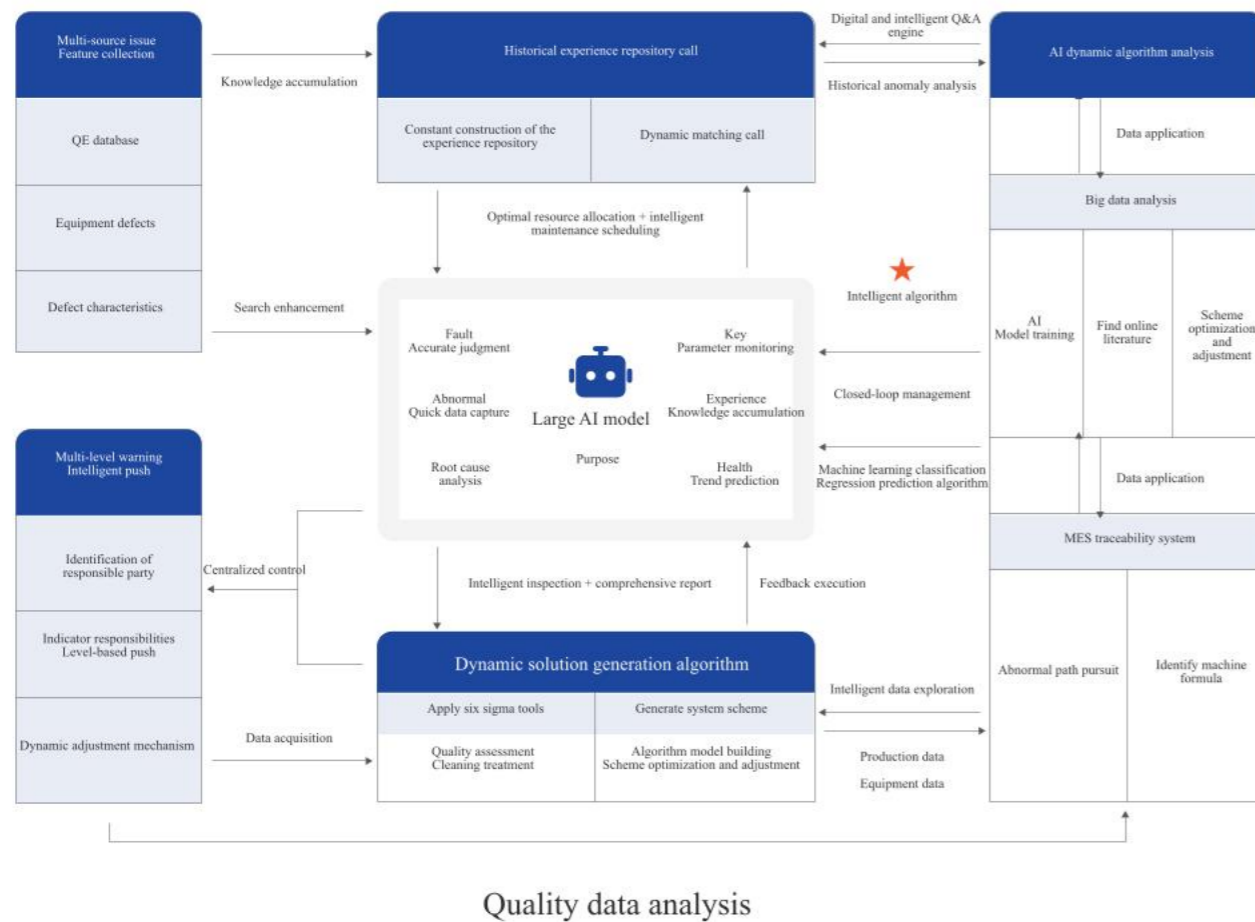 Multi-source issue
Feature collection
QE database
Equipment defects
Defect characteristics
Knowledge accumulation
Search enhancement
Historical experience repository call
Constant construction of the
experience repository
Dynamic matching call
Optimal resource allocation + intelligent
maintenance scheduling
Digital and intelligent Q&A
engine
Historical anomaly analysis
AI dynamic algorithm analysis
Data application
Big data analysis
AI
Model training
Find online
literature
Scheme
optimization
and
adjustment
Intelligent algorithm
Closed-loop management
Machine learning classification
Regression prediction algorithm
Fault
Accurate judgment
Abnormal
Quick data capture
Root cause
analysis
Large AI model
Purpose
Key
Parameter monitoring
Experience
Knowledge accumulation
Health
Trend prediction
Data application
MES traceability system
Abnormal path pursuit
Identify machine
formula
Multi-level warning
Intelligent push
Identification of
responsible party
Indicator responsibilities
Level-based push
Dynamic adjustment mechanism
Centralized control
Data acquisition
Intelligent inspection + comprehensive report
Feedback execution
Dynamic solution generation algorithm
Apply six sigma tools
Generate system scheme
Quality assessment
Cleaning treatment
Algorithm model building
Scheme optimization and adjustment
Intelligent data exploration
Production data
Equipment data
Quality data analysis